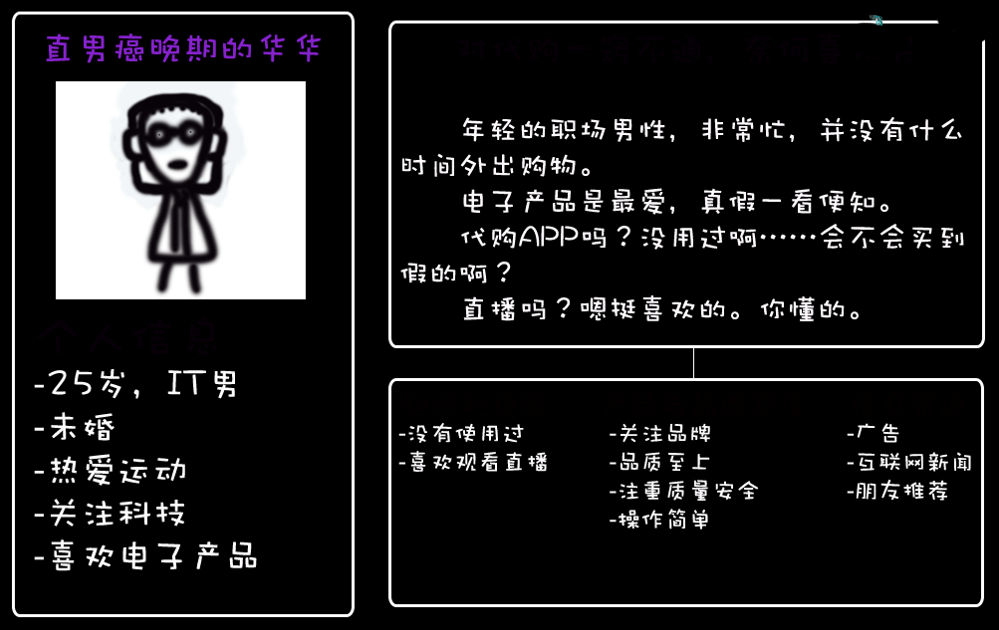 直男癌晚期的华华
个人信息
-25岁，IT男
-未婚
-热爱运动
-关注科技
-喜欢电子产品
年轻的职场男性，非常忙，并没有什么
时间外出购物。
电子产品是最爱，真假一看便知。
代购APP吗？没用过啊……会不会买到
假的啊？
直播吗？嗯挺喜欢的。你懂的。
-没有使用过
-喜欢观看直播
-关注品牌
-品质至上
-注重质量安全
-操作简单
-广告
-互联网新闻
-朋友推荐